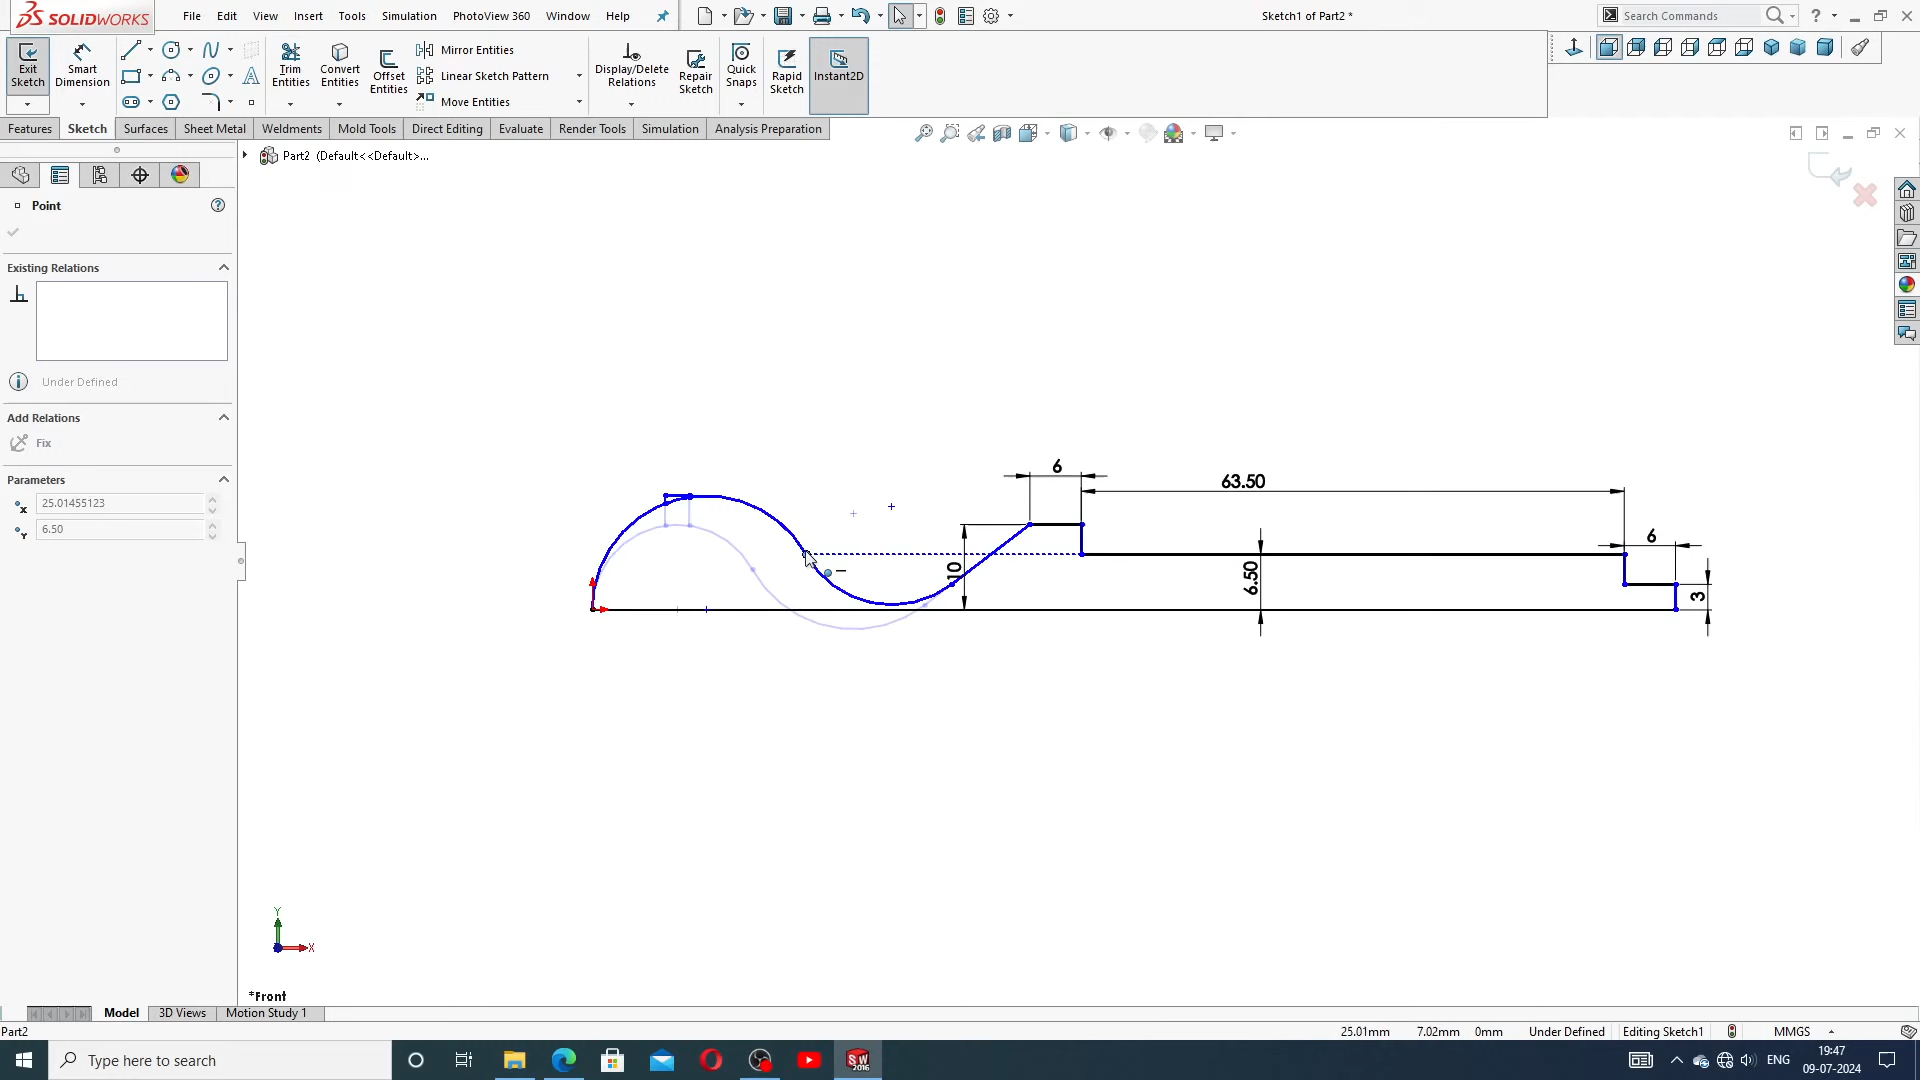 SOLIDWORKS
File Edit View Insert Tools Simulation PhotoView 360 Window Help
Sketch1 of Part2 *
Search Commands
Exit Sketch
Smart Dimension
Trim Entities
Convert Entities
Offset Entities
Mirror Entities
Linear Sketch Pattern
Move Entities
Display/Delete Relations
Repair Sketch
Quick Snaps
Rapid Sketch
Instant2D
Features Sketch Surfaces Sheet Metal Weldments Mold Tools Direct Editing Evaluate Render Tools Simulation Analysis Preparation
Part2 (Default<<Default>...
Point
Existing Relations
Under Defined
Add Relations
Fix
Parameters
25.01455123
6.50
6
63.50
6
10
6.50
3
Y
X
*Front
Model 3D Views Motion Study 1
Part2
25.01mm 7.02mm 0mm Under Defined Editing Sketch1 MMGS
Type here to search
SW
2016
ENG
19:47
09-07-2024